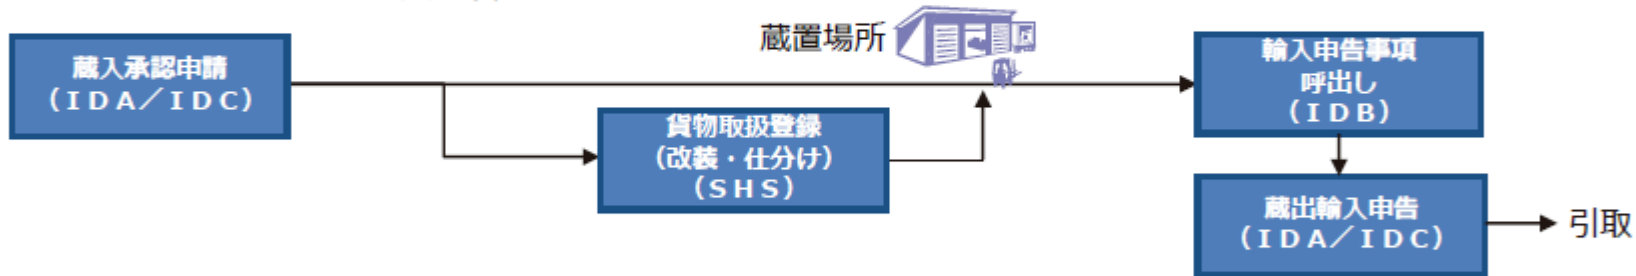 蔵置場所
蔵入承認申請
（ＩＤＡ／ＩＤＣ）
貨物取扱登録
（改装・仕分け）
（ＳＨＳ）
輸入申告事項
呼出し
（ＩＤＢ）
蔵出輸入申告
（ＩＤＡ／ＩＤＣ）
引取